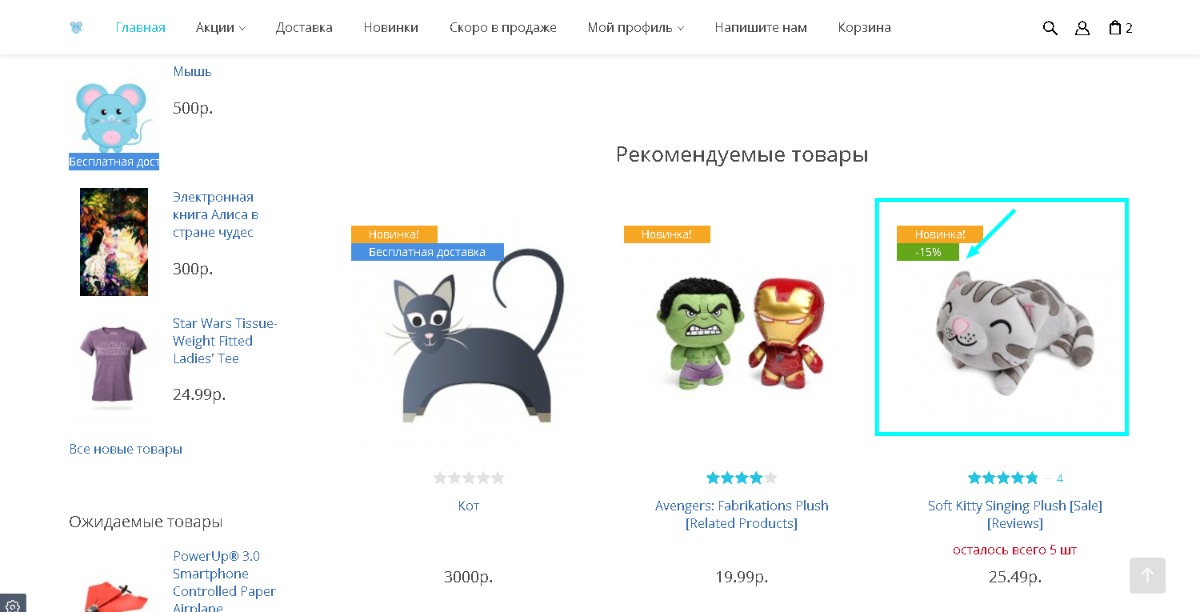 Главная
Акции
Доставка
Новинки
Скоро в продаже
Мой профиль
Напишите нам
Корзина
2
Мышь
500р.
Бесплатная дост
Электронная
книга Алиса в
стране чудес
300р.
Star Wars Tissue-
Weight Fitted
Ladies' Tee
24.99р.
Все новые товары
Ожидаемые товары
PowerUp® 3.0
Smartphone
Controlled Paper
Airplane
Рекомендуемые товары
Новинка!
Бесплатная доставка
Кот
3000р.
Новинка!
Avengers: Fabrikations Plush
[Related Products]
19.99р.
Новинка!
-15%
— 4
Soft Kitty Singing Plush [Sale]
[Reviews]
осталось всего 5 шт
25.49р.